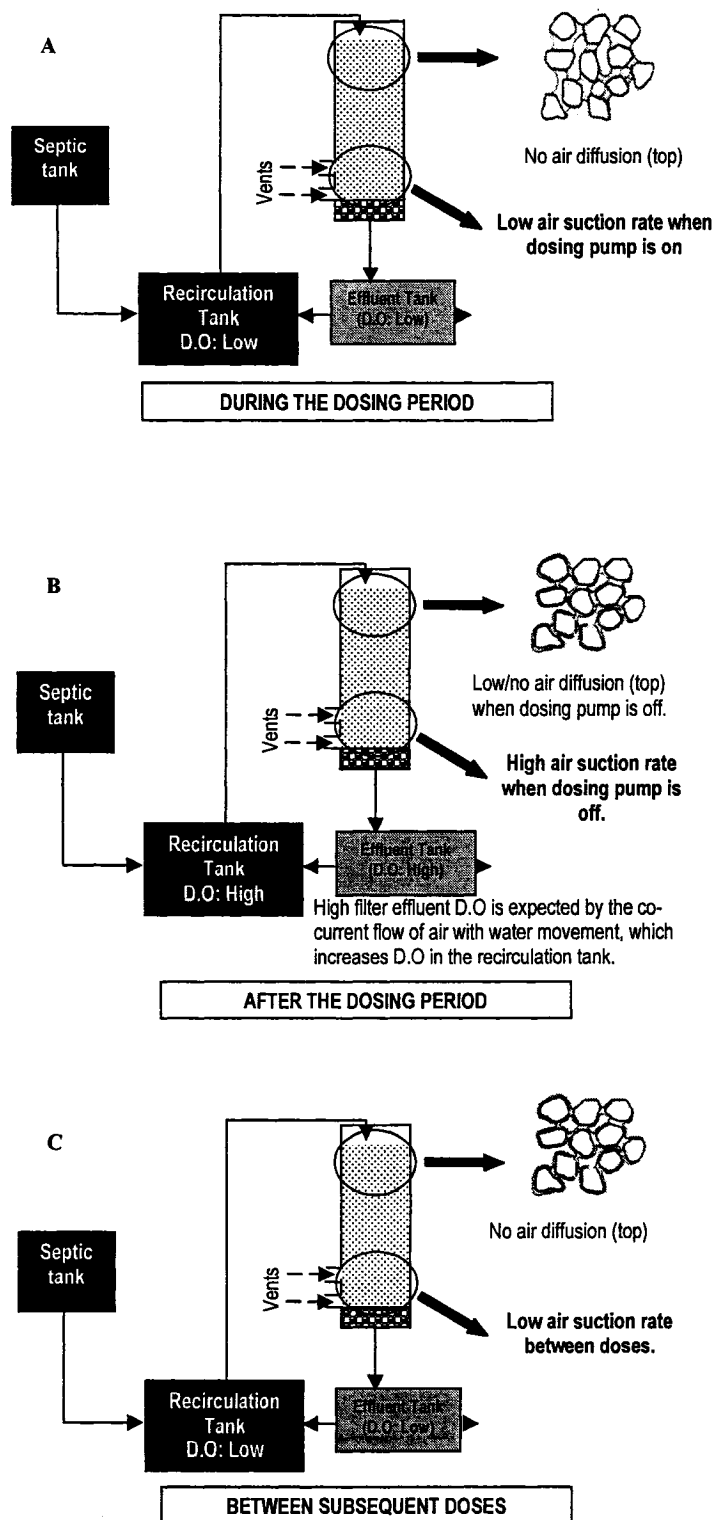 A
Septic
tank
Vents
No air diffusion (top)
Low air suction rate when
dosing pump is on
Recirculation
Tank
D.O: Low
Effluent Tank
(D.O: Low)
DURING THE DOSING PERIOD
B
Septic
tank
Vents
Low/no air diffusion (top)
when dosing pump is off.
High air suction rate
when dosing pump is
off.
Recirculation
Tank
D.O: High
Effluent Tank
(D.O: High)
High filter effluent D.O is expected by the co-
current flow of air with water movement, which
increases D.O in the recirculation tank.
AFTER THE DOSING PERIOD
C
Septic
tank
Vents
No air diffusion (top)
Low air suction rate
between doses.
Recirculation
Tank
D.O: Low
Effluent Tank
(D.O: Low)
BETWEEN SUBSEQUENT DOSES